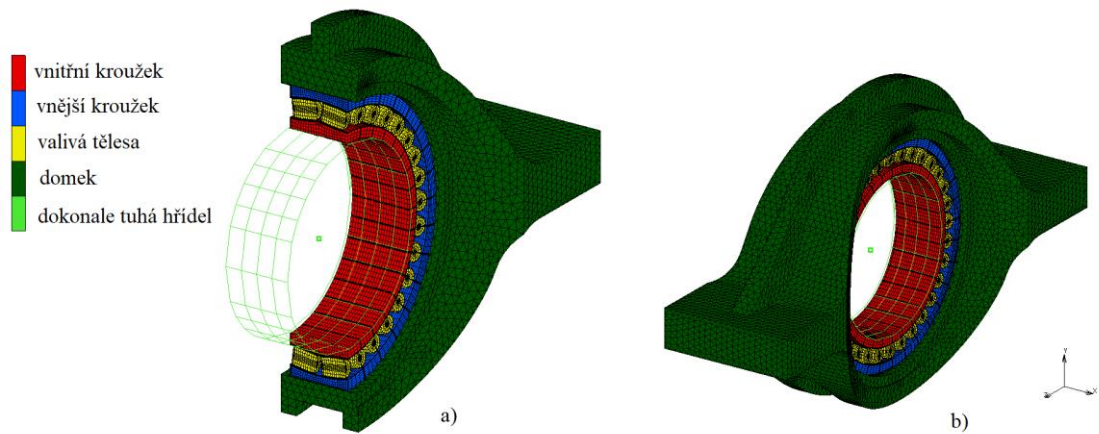 vnitřní kroužek
vnější kroužek
valivá tělesa
domek
dokonale tuhá hřídel
a)
b)
Y
X